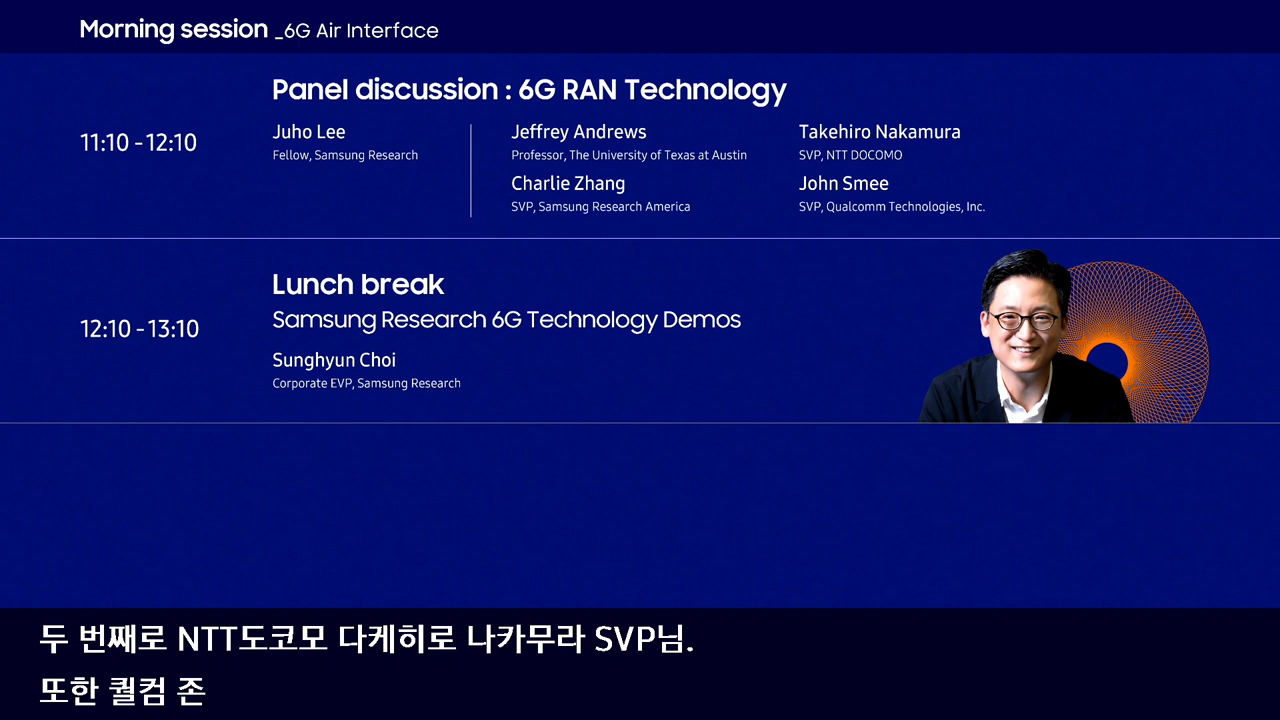 Morning session _6G Air Interface
11:10 - 12:10
Panel discussion : 6G RAN Technology
Juho Lee
Fellow, Samsung Research
Jeffrey Andrews
Professor, The University of Texas at Austin
Charlie Zhang
SVP, Samsung Research America
Takehiro Nakamura
SVP, NTT DOCOMO
John Smee
SVP, Qualcomm Technologies, Inc.
12:10 - 13:10
Lunch break
Samsung Research 6G Technology Demos
Sunghyun Choi
Corporate EVP, Samsung Research
두 번째로 NTT도코모 다케히로 나카무라 SVP님.
또한 퀄컴 존